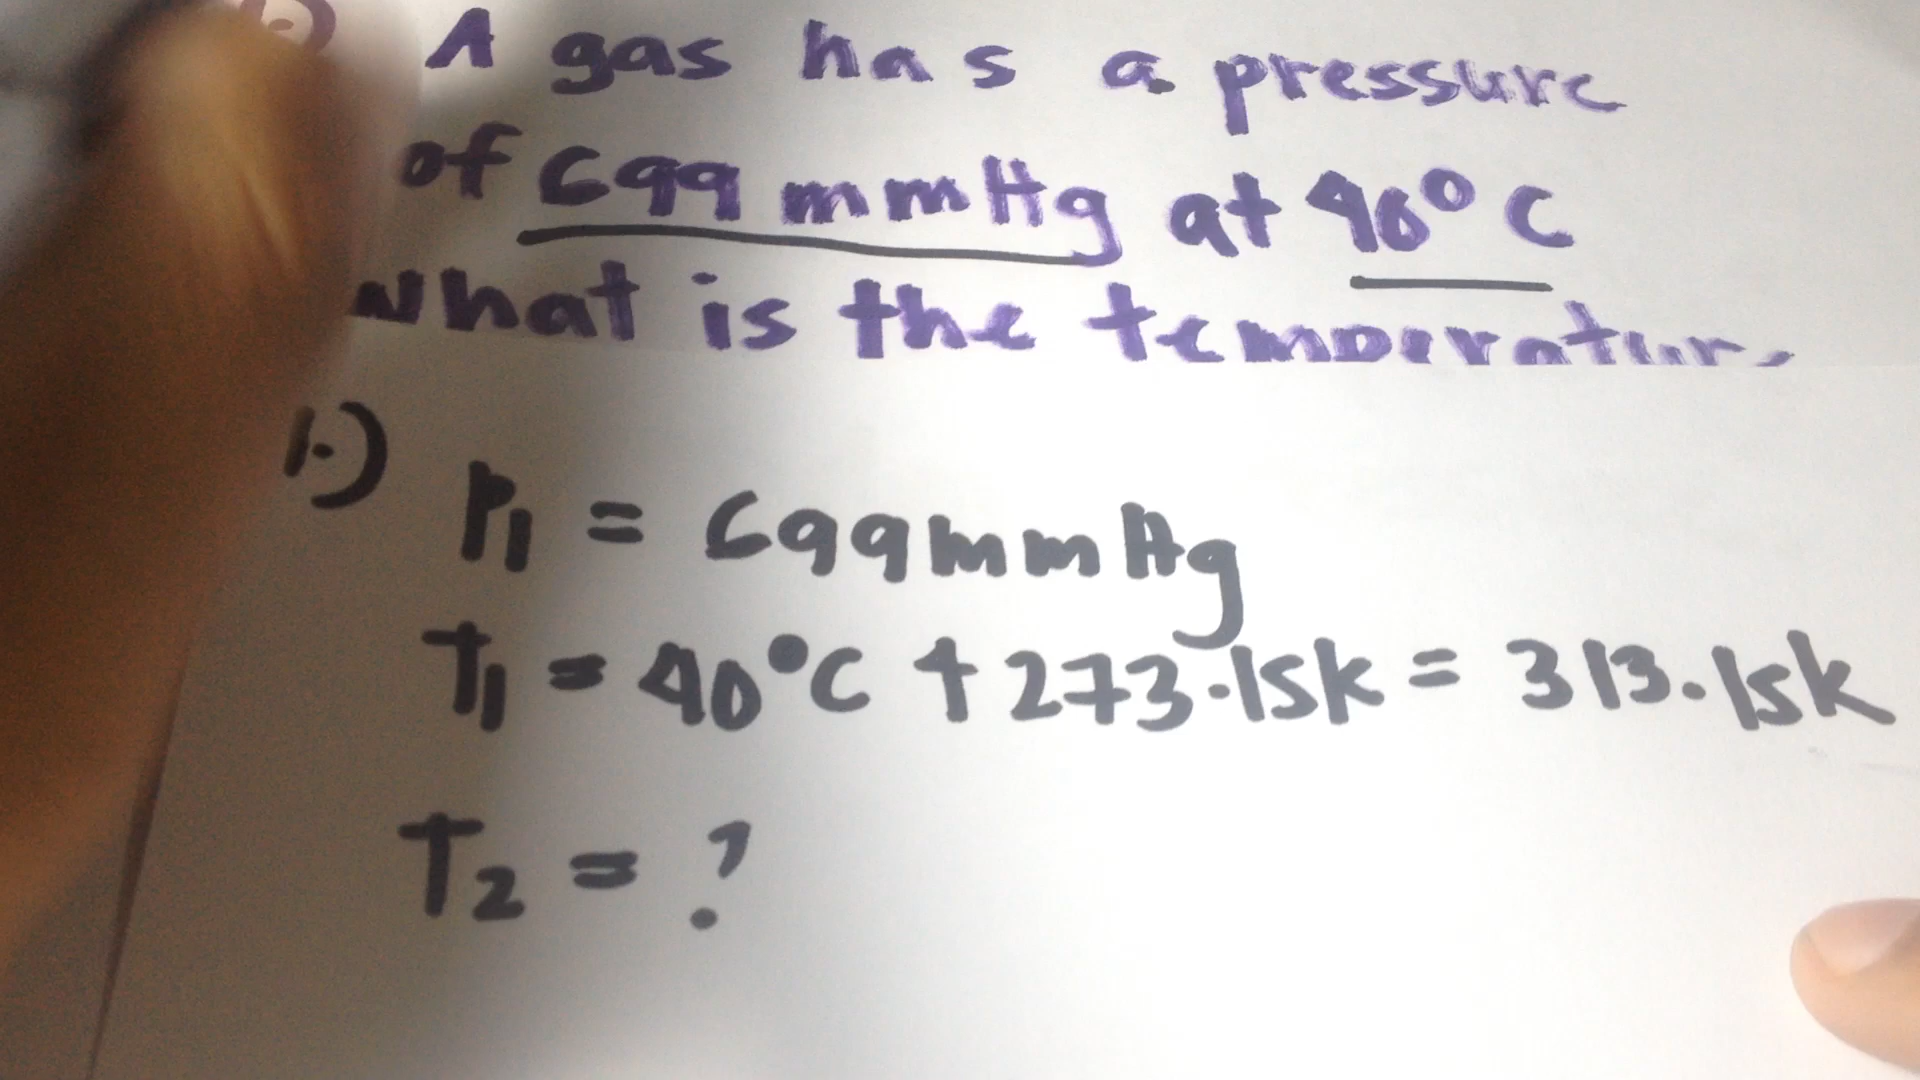 A gas has a pressure
of 699 mmHg at 40°C
What is the temperature
1.) P1 = 699mmHg
T1 = 40°C + 273.15k = 313.15k
T2 = ?